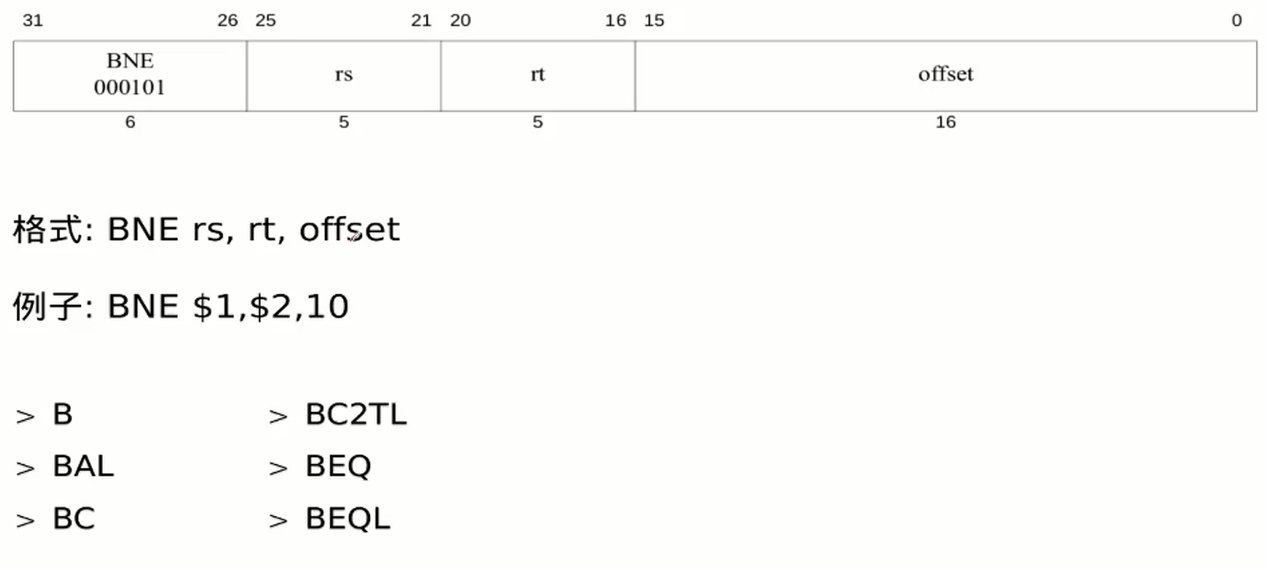 31 26 25 21 20 16 15 0
BNE
000101 rs rt offset
6 5 5 16
格式: BNE rs, rt, offset
例子: BNE $1,$2,10
> B > BC2TL
> BAL > BEQ
> BC > BEQL